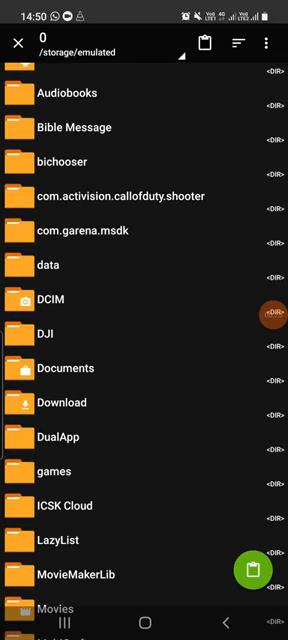 14:50
0
/storage/emulated
<DIR>
Audiobooks
<DIR>
Bible Message
<DIR>
bichooser
<DIR>
com.activision.callofduty.shooter
<DIR>
com.garena.msdk
<DIR>
data
<DIR>
DCIM
<DIR>
DJI
<DIR>
Documents
<DIR>
Download
<DIR>
DualApp
<DIR>
games
<DIR>
ICSK Cloud
<DIR>
LazyList
<DIR>
MovieMakerLib
<DIR>
Movies
<DIR>